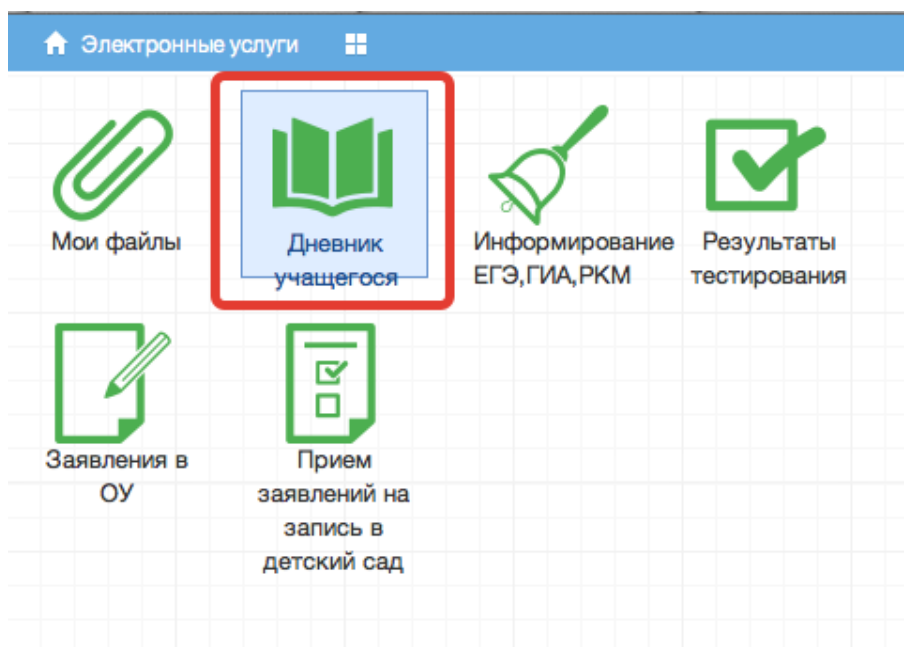 Электронные услуги
Мои файлы
Дневник
учащегося
Информирование
ЕГЭ,ГИА,РКМ
Результаты
тестирования
Заявления в
ОУ
Прием
заявлений на
запись в
детский сад